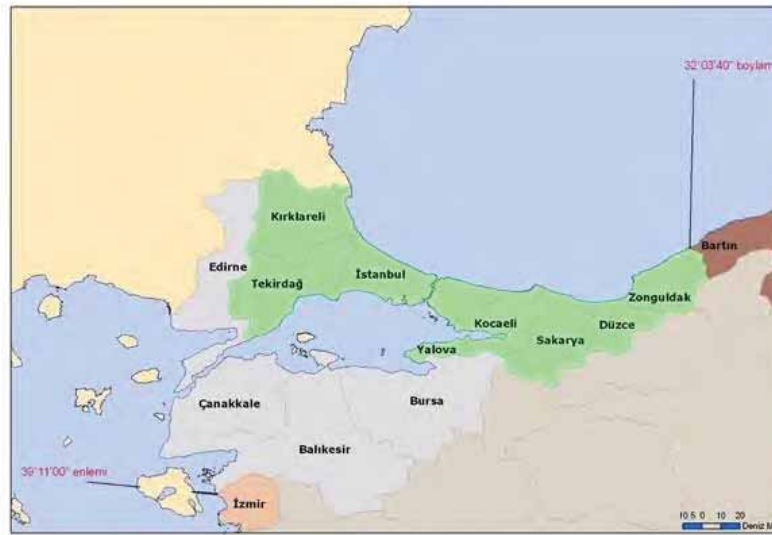 32°03'40" boylamı
Bartın
Kırklareli
Edirne
İstanbul
Tekirdağ
Zonguldak
Kocaeli
Düzce
Sakarya
Yalova
Çanakkale
Bursa
Balıkesir
39°11'00" enlemi
İzmir
10 5 0 10 20
Deniz M